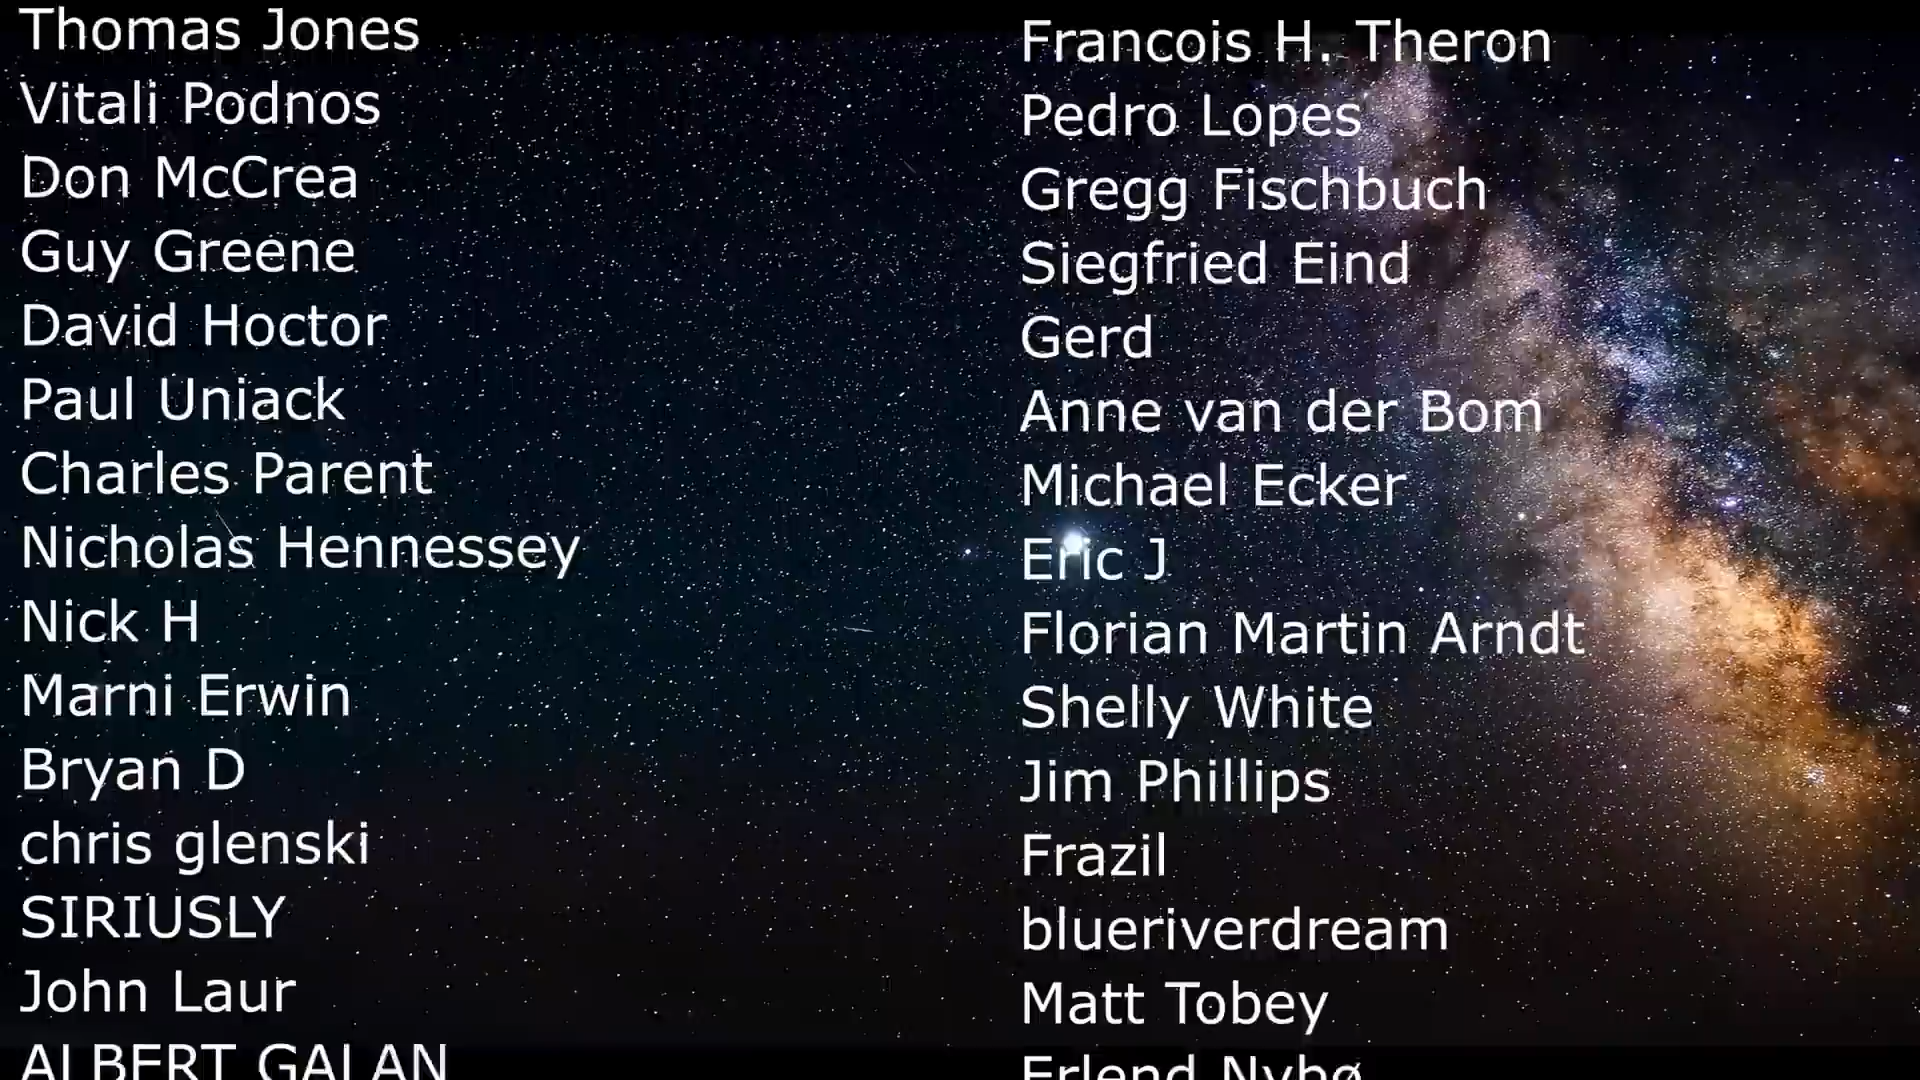 Thomas Jones
Vitali Podnos
Don McCrea
Guy Greene
David Hoctor
Paul Uniack
Charles Parent
Nicholas Hennessey
Nick H
Marni Erwin
Bryan D
chris glenski
SIRIUSLY
John Laur
ALBERT GALAN
Francois H. Theron
Pedro Lopes
Gregg Fischbuch
Siegfried Eind
Gerd
Anne van der Bom
Michael Ecker
Eric J
Florian Martin Arndt
Shelly White
Jim Phillips
Frazil
blueriverdream
Matt Tobey
Erlend Nyhø